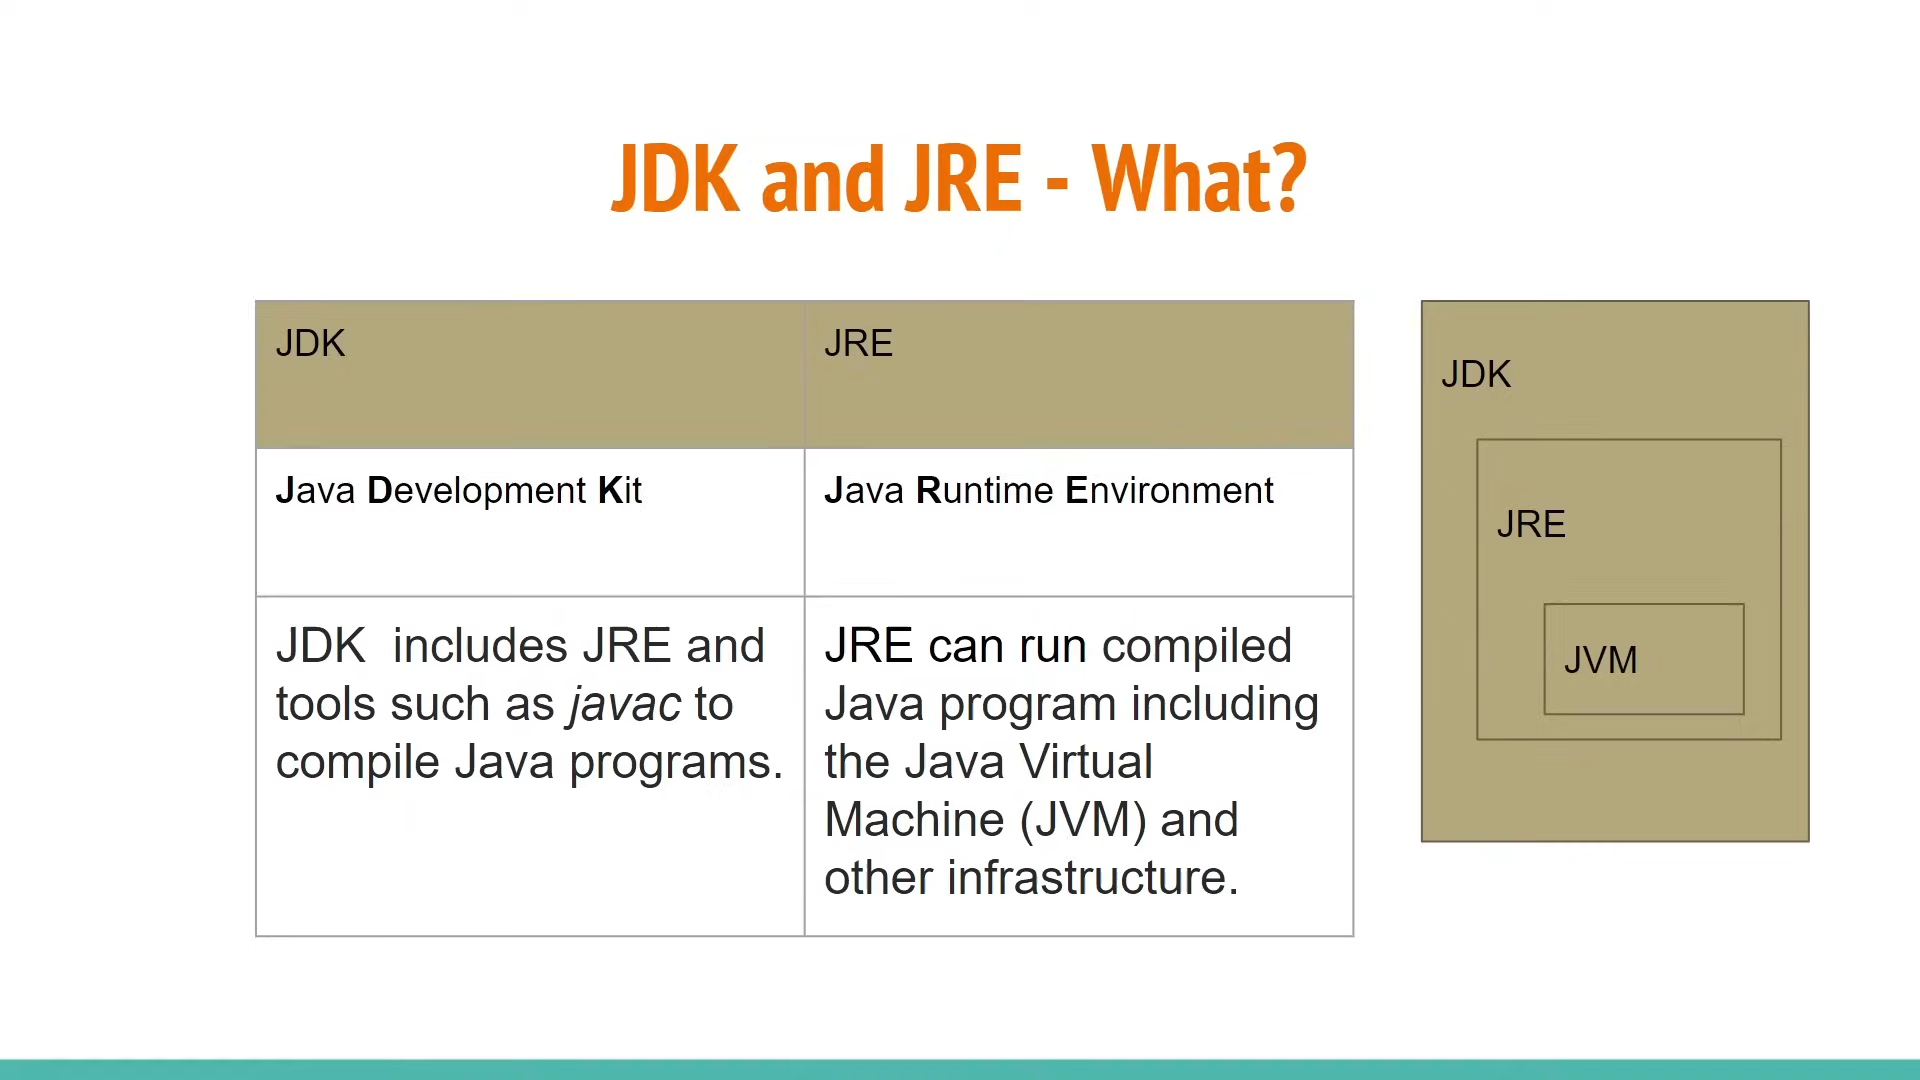 JDK and JRE - What?
JDK
JRE
Java Development Kit
Java Runtime Environment
JDK  includes JRE and
tools such as javac to
compile Java programs.
JRE can run compiled
Java program including
the Java Virtual
Machine (JVM) and
other infrastructure.
JDK
JRE
JVM